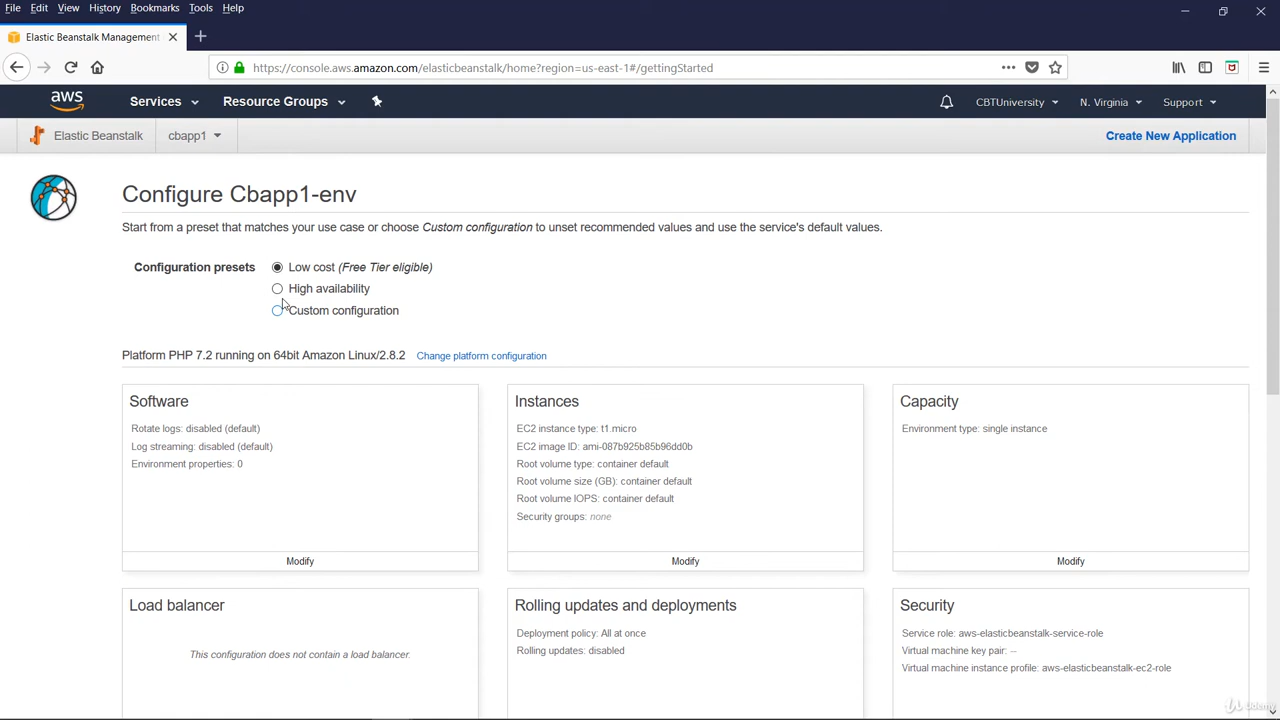 File Edit View History Bookmarks Tools Help
Elastic Beanstalk Management
https://console.aws.amazon.com/elasticbeanstalk/home?region=us-east-1#/gettingStarted
aws Services Resource Groups CBTUniversity N. Virginia Support
Elastic Beanstalk cbapp1 Create New Application
Configure Cbapp1-env
Start from a preset that matches your use case or choose Custom configuration to unset recommended values and use the service's default values.
Configuration presets Low cost (Free Tier eligible)
High availability
Custom configuration
Platform PHP 7.2 running on 64bit Amazon Linux/2.8.2 Change platform configuration
Software
Rotate logs: disabled (default)
Log streaming: disabled (default)
Environment properties: 0
Modify
Instances
EC2 instance type: t1.micro
EC2 image ID: ami-087b925b85b96dd0b
Root volume type: container default
Root volume size (GB): container default
Root volume IOPS: container default
Security groups: none
Modify
Capacity
Environment type: single instance
Modify
Load balancer
This configuration does not contain a load balancer.
Rolling updates and deployments
Deployment policy: All at once
Rolling updates: disabled
Security
Service role: aws-elasticbeanstalk-service-role
Virtual machine key pair: --
Virtual machine instance profile: aws-elasticbeanstalk-ec2-role
Udemy